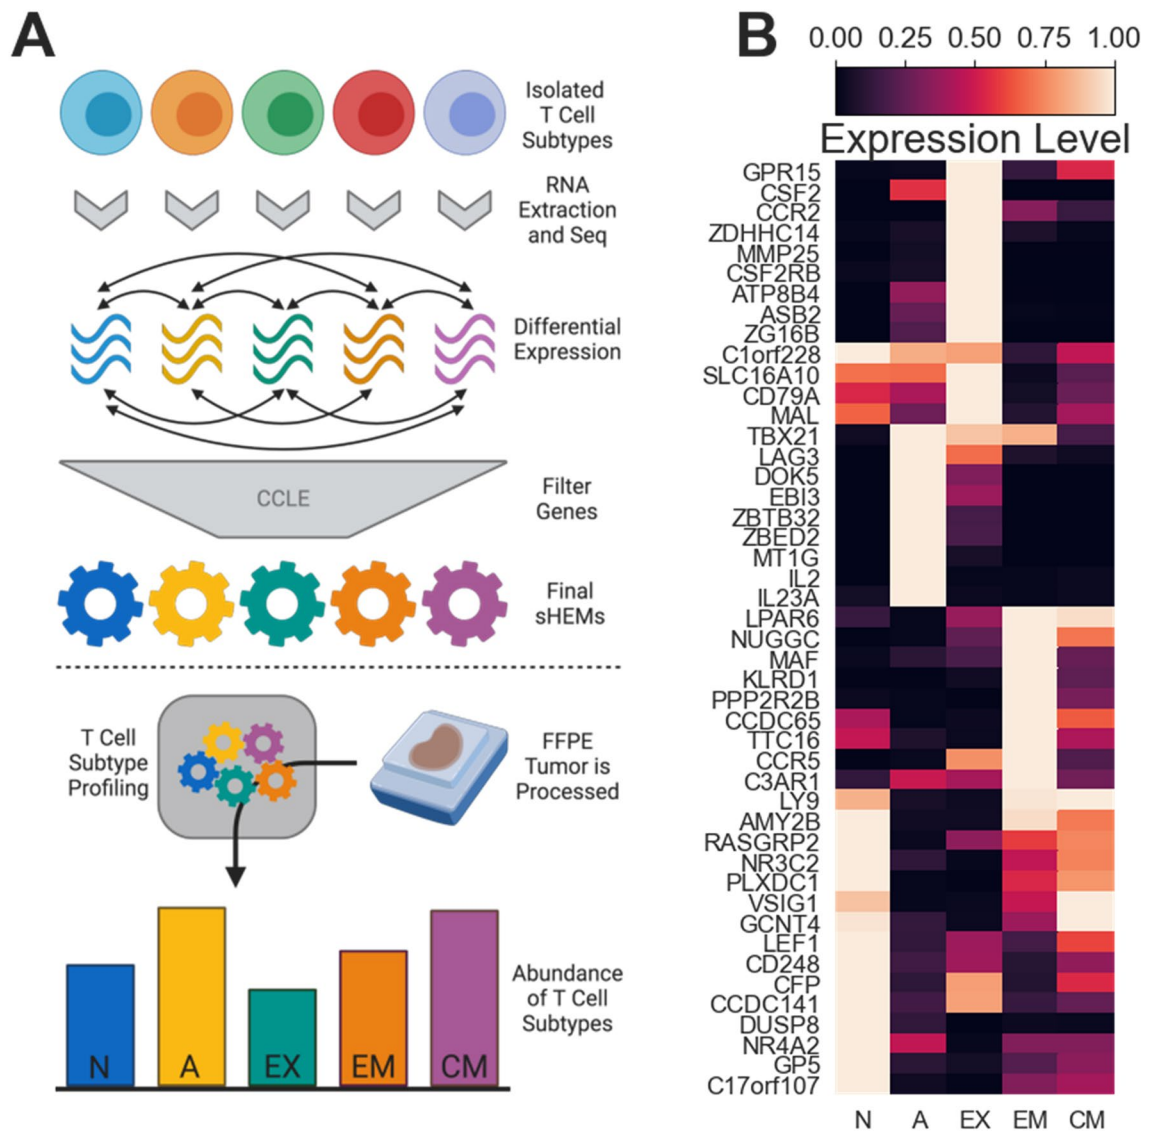 A
Isolated
T Cell
Subtypes
RNA
Extraction
and Seq
Differential
Expression
CCLE
Filter
Genes
Final
sHEMs
T Cell
Subtype
Profiling
FFPE
Tumor is
Processed
Abundance
of T Cell
Subtypes
N A EX EM CM
B
0.00 0.25 0.50 0.75 1.00
Expression Level
GPR15
CSF2
CCR2
ZDHHC14
MMP25
CSF2RB
ATP8B4
ASB2
ZG16B
C1orf228
SLC16A10
CD79A
MAL
TBX21
LAG3
DOK5
EBI3
ZBTB32
ZBED2
MT1G
IL2
IL23A
LPAR6
NUGGC
MAF
KLRD1
PPP2R2B
CCDC65
TTC16
CCR5
C3AR1
LY9
AMY2B
RASGRP2
NR3C2
PLXDC1
VSIG1
GCNT4
LEF1
CD248
CFP
CCDC141
DUSP8
NR4A2
GP5
C17orf107
N A EX EM CM